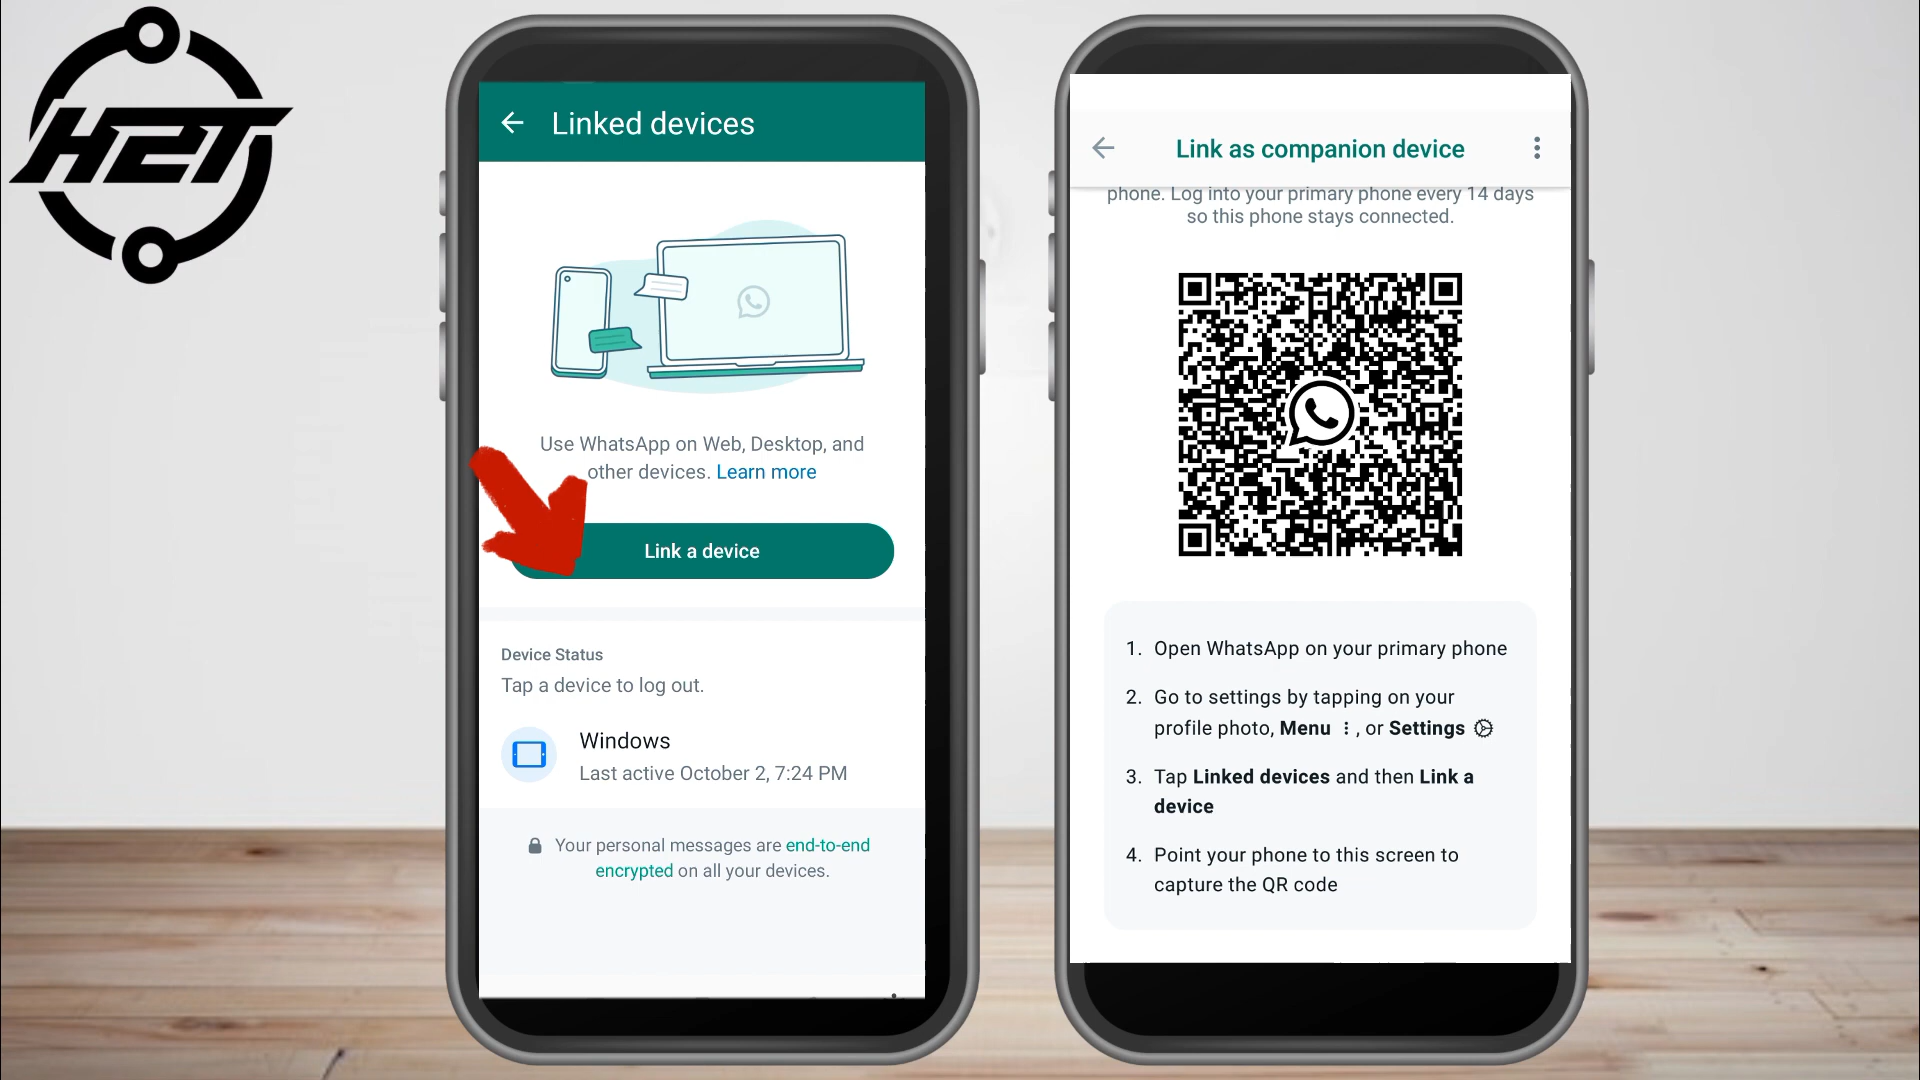 H2T
Linked devices
Use WhatsApp on Web, Desktop, and
other devices. Learn more
Link a device
Device Status
Tap a device to log out.
Windows
Last active October 2, 7:24 PM
Your personal messages are end-to-end
encrypted on all your devices.
Link as companion device
phone. Log into your primary phone every 14 days
so this phone stays connected.
1. Open WhatsApp on your primary phone
2. Go to settings by tapping on your
profile photo, Menu ⋮, or Settings
3. Tap Linked devices and then Link a
device
4. Point your phone to this screen to
capture the QR code